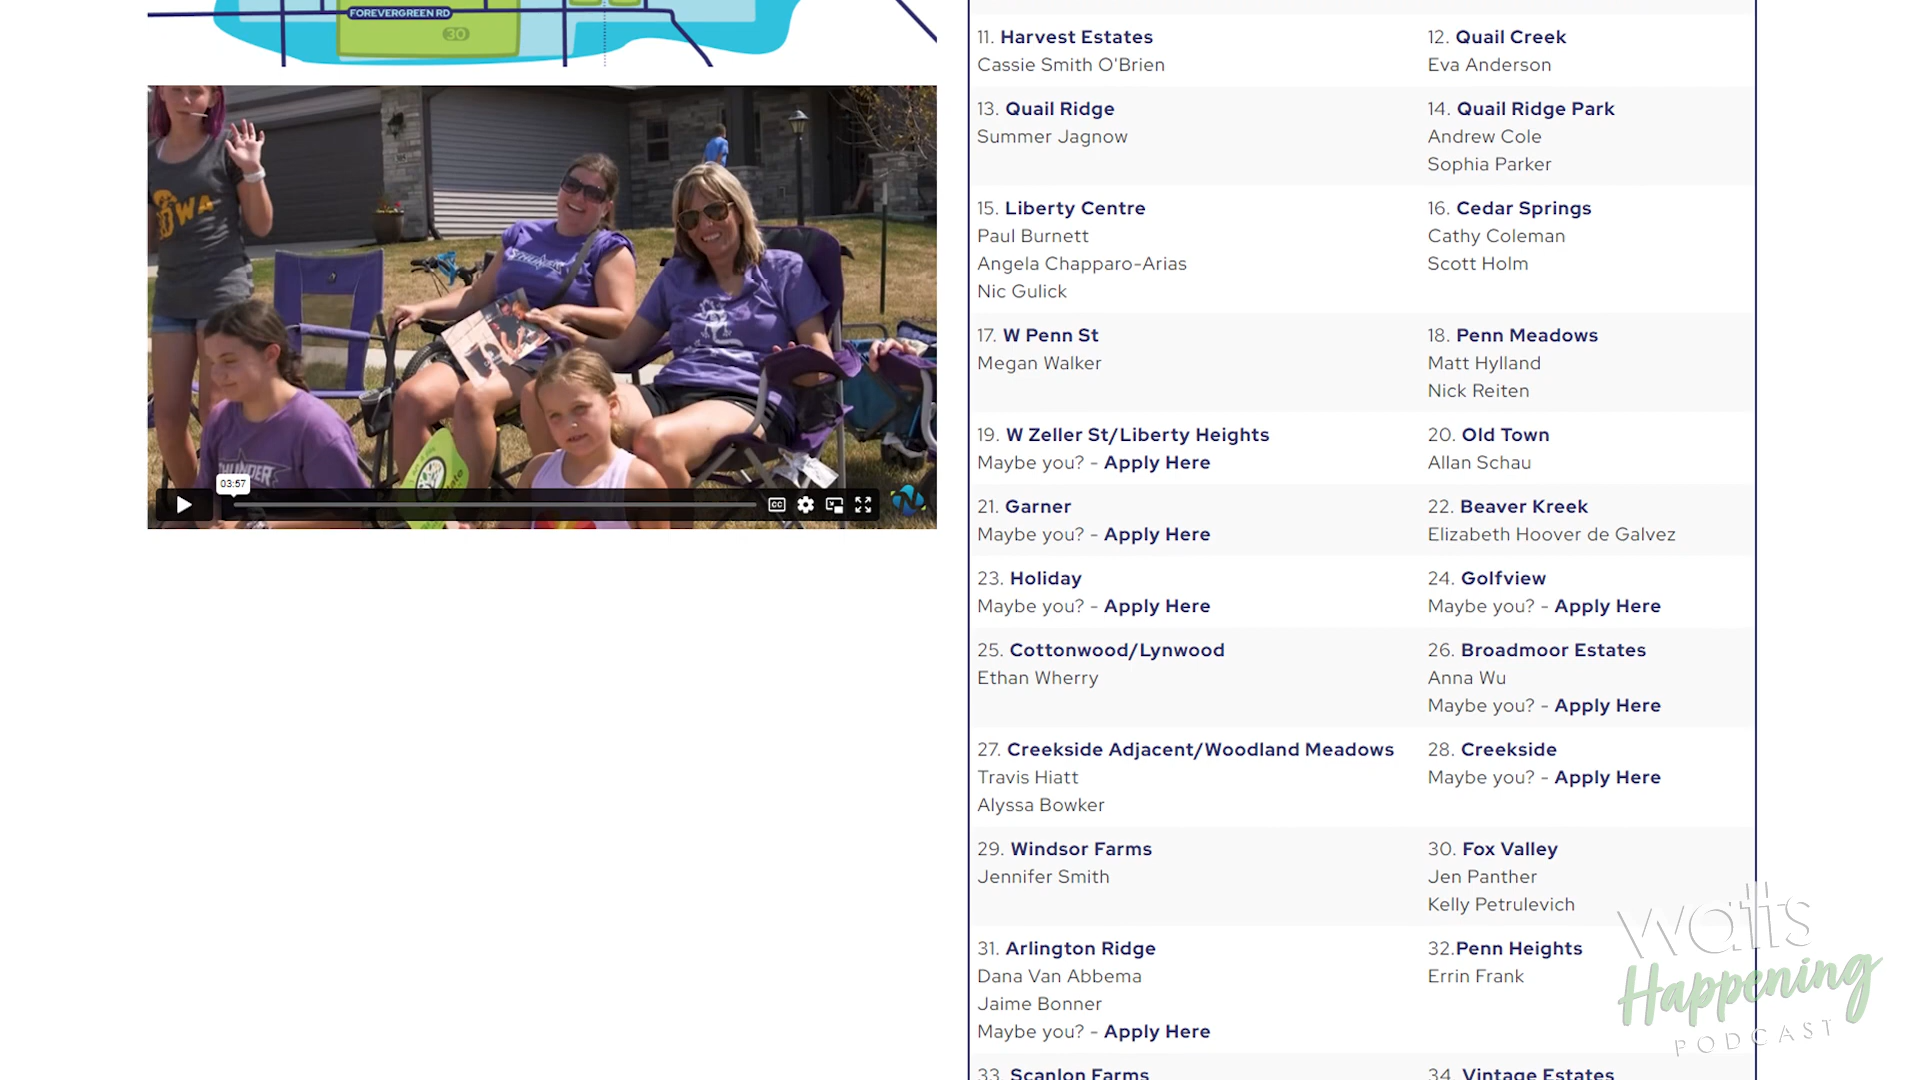 FOREVERGREEN RD
30
IOWA
THUNDER
03:57
CC
11. Harvest Estates
Cassie Smith O'Brien
12. Quail Creek
Eva Anderson
13. Quail Ridge
Summer Jagnow
14. Quail Ridge Park
Andrew Cole
Sophia Parker
15. Liberty Centre
Paul Burnett
Angela Chapparo-Arias
Nic Gulick
16. Cedar Springs
Cathy Coleman
Scott Holm
17. W Penn St
Megan Walker
18. Penn Meadows
Matt Hylland
Nick Reiten
19. W Zeller St/Liberty Heights
Maybe you? - Apply Here
20. Old Town
Allan Schau
21. Garner
Maybe you? - Apply Here
22. Beaver Kreek
Elizabeth Hoover de Galvez
23. Holiday
Maybe you? - Apply Here
24. Golfview
Maybe you? - Apply Here
25. Cottonwood/Lynwood
Ethan Wherry
26. Broadmoor Estates
Anna Wu
Maybe you? - Apply Here
27. Creekside Adjacent/Woodland Meadows
Travis Hiatt
Alyssa Bowker
28. Creekside
Maybe you? - Apply Here
29. Windsor Farms
Jennifer Smith
30. Fox Valley
Jen Panther
Kelly Petrulevich
31. Arlington Ridge
Dana Van Abbema
Jaime Bonner
Maybe you? - Apply Here
32.Penn Heights
Errin Frank
33. Scanlon Farms
34. Vintage Estates
Watts
Happening
PODCAST